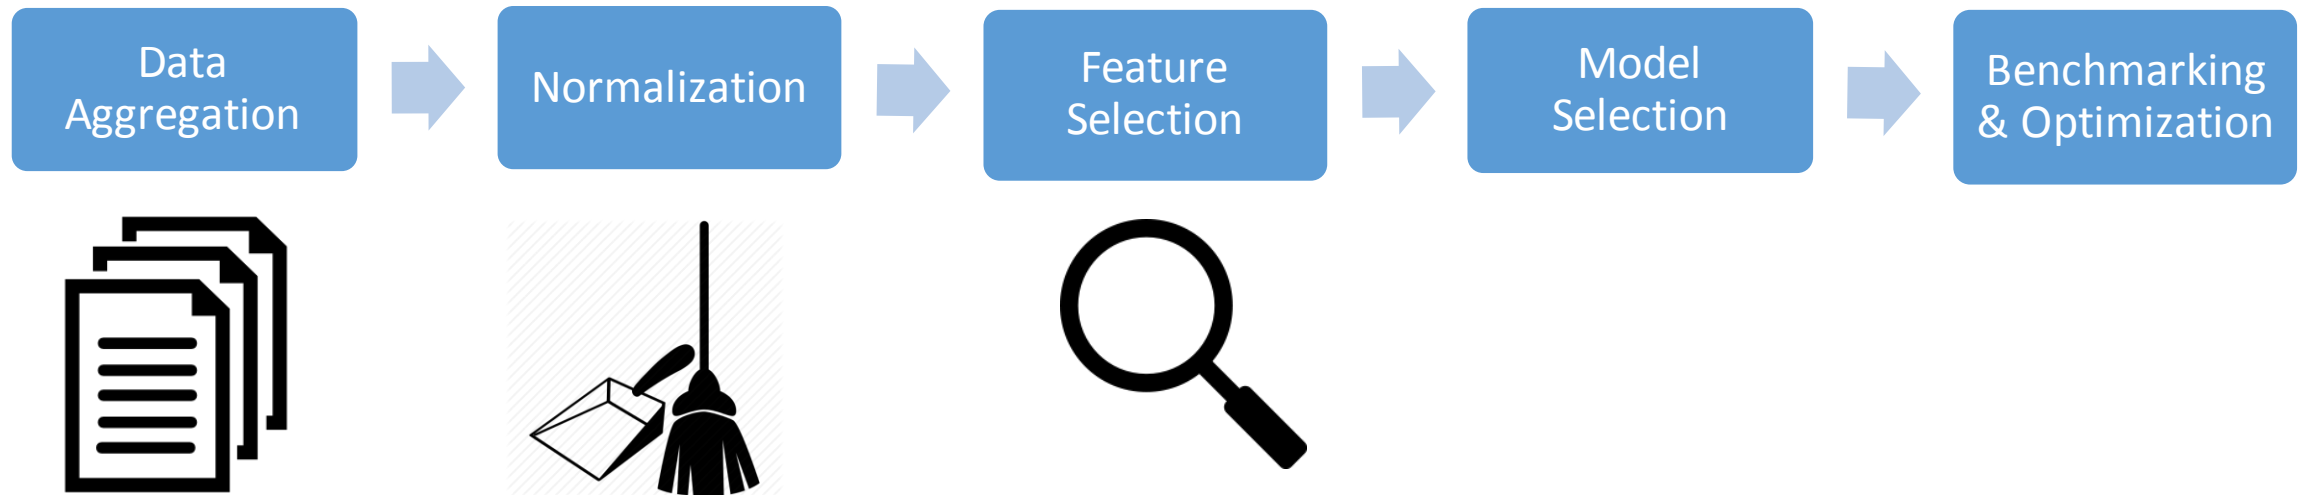 Data
Aggregation
Normalization
Feature
Selection
Model
Selection
Benchmarking
& Optimization